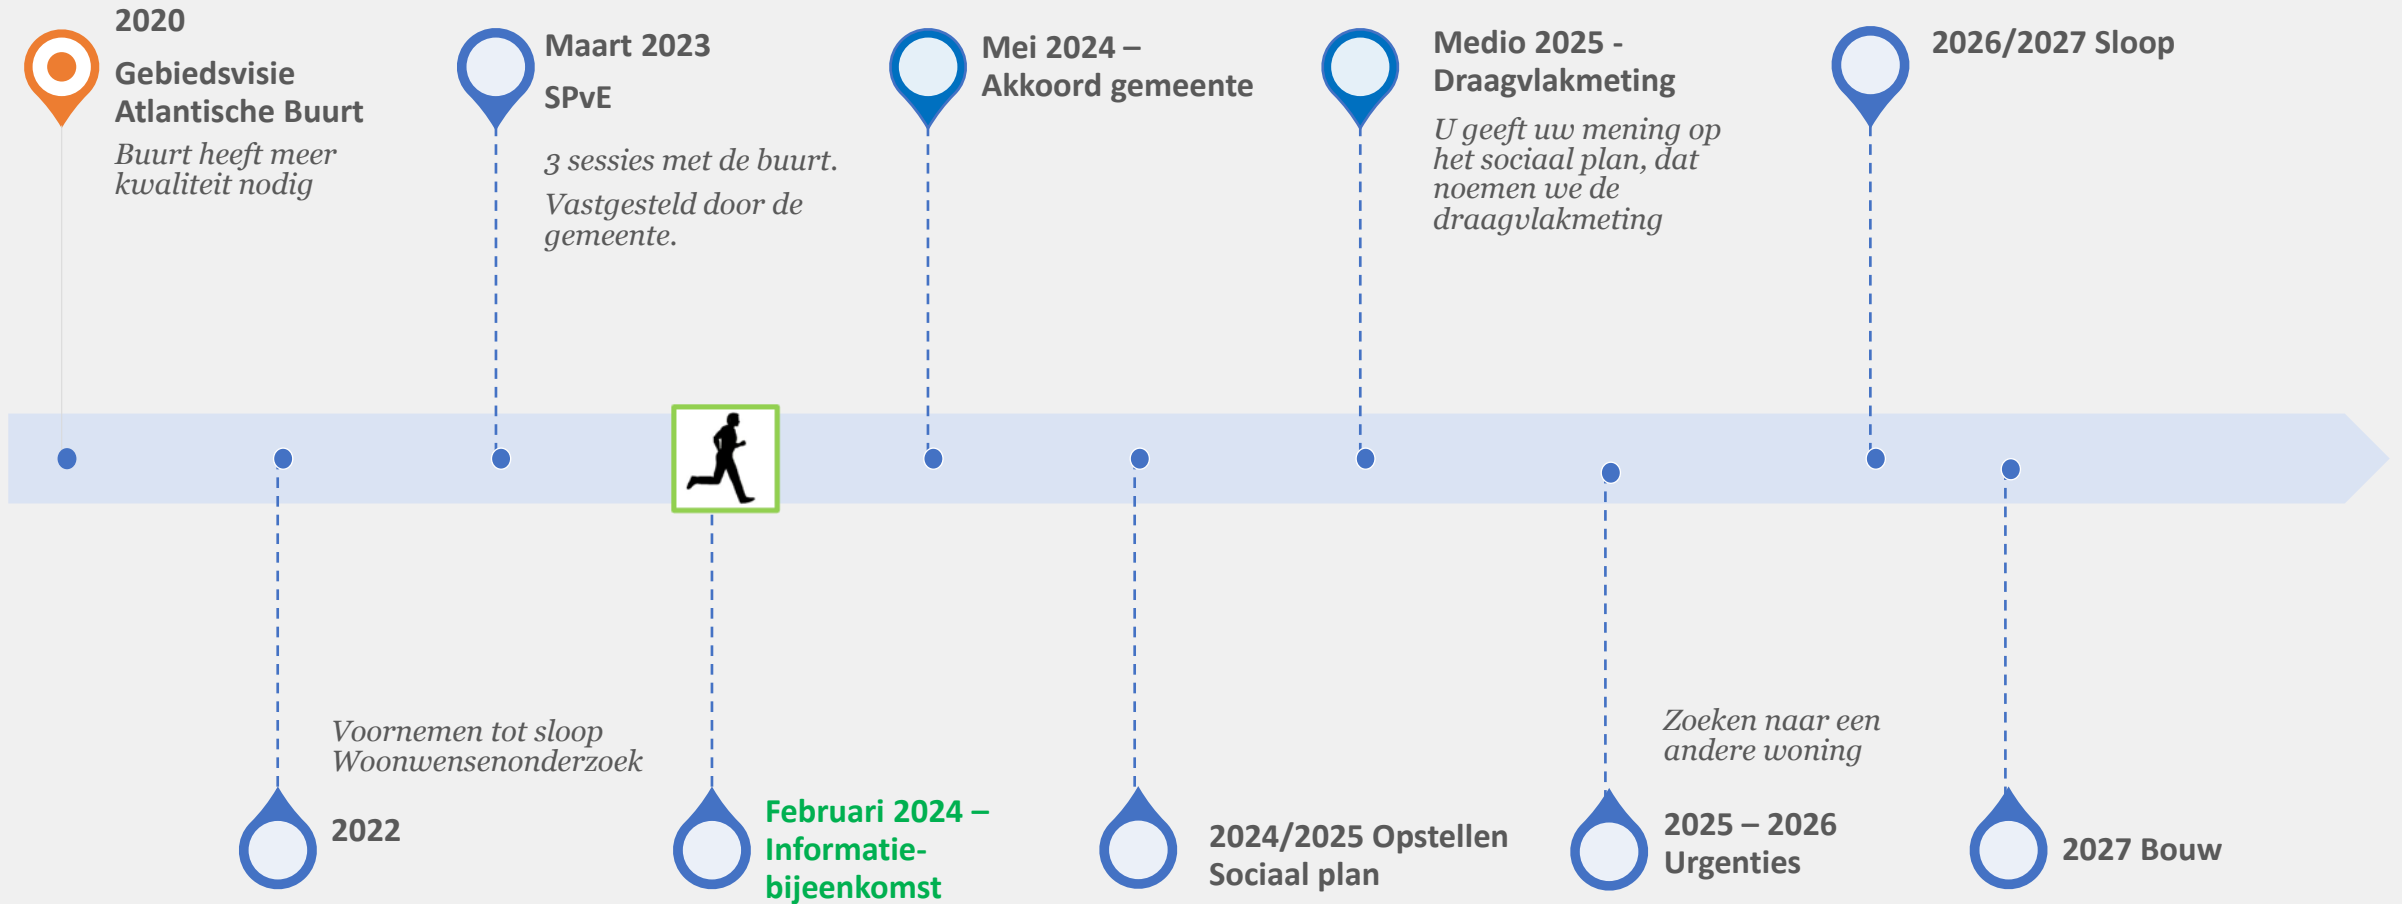 2020
Gebiedsvisie
Atlantische Buurt
Buurt heeft meer
kwaliteit nodig
Maart 2023
SPvE
3 sessies met de buurt.
Vastgesteld door de
gemeente.
Mei 2024 –
Akkoord gemeente
Medio 2025 -
Draagvlakmeting
U geeft uw mening op
het sociaal plan, dat
noemen we de
draagvlakmeting
2026/2027 Sloop
Voornemen tot sloop
Woonwensenonderzoek
2022
Februari 2024 –
Informatie-
bijeenkomst
2024/2025 Opstellen
Sociaal plan
Zoeken naar een
andere woning
2025 – 2026
Urgenties
2027 Bouw